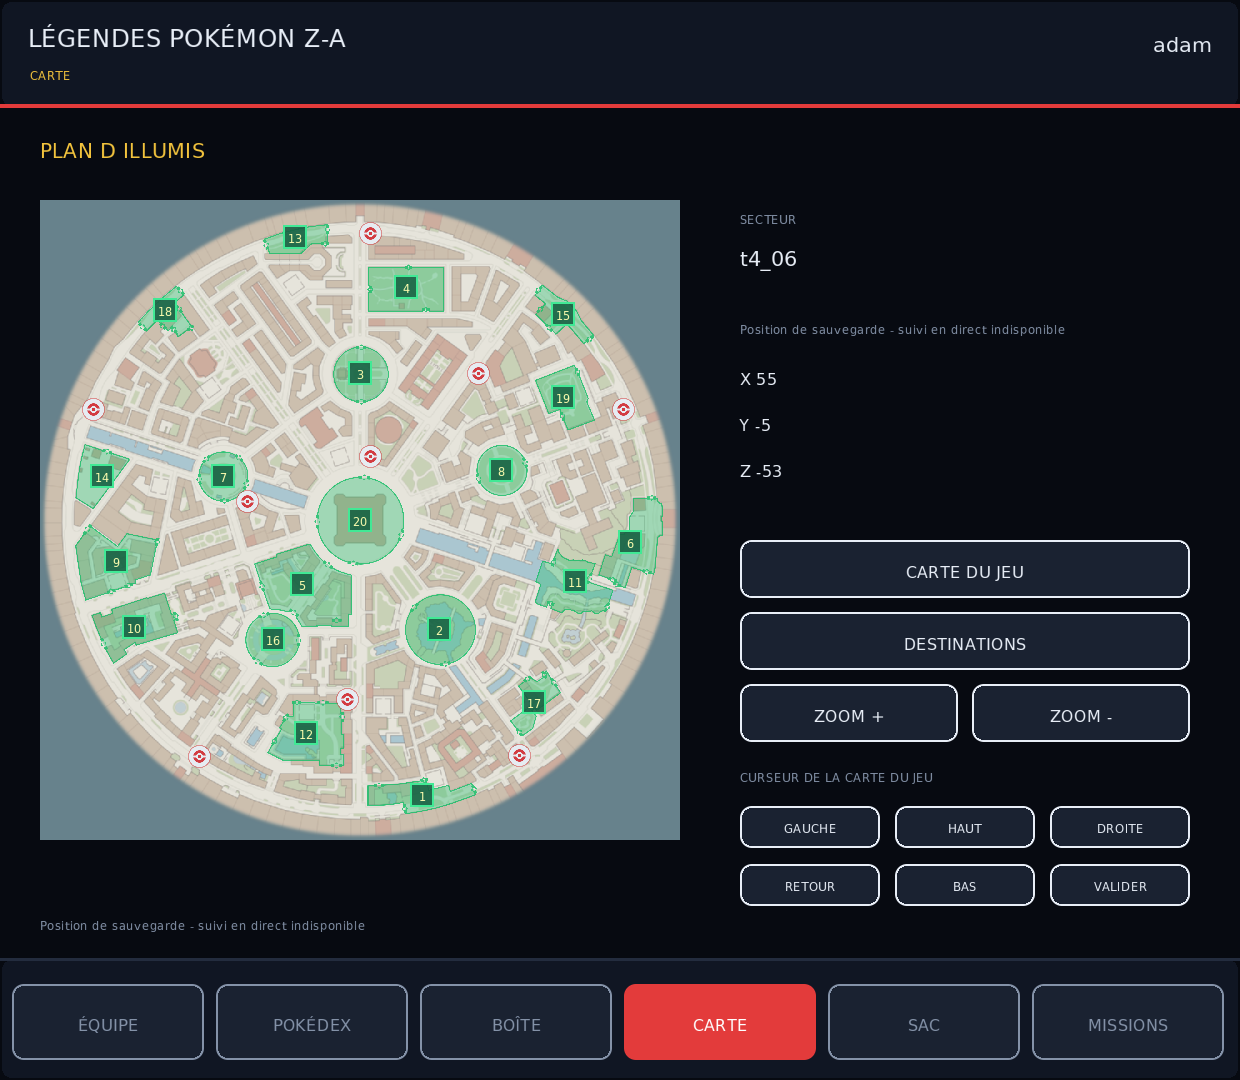 LÉGENDES POKÉMON Z-A
adam
CARTE
PLAN D ILLUMIS
13
4
18
15
3
19
8
7
14
20
6
9
11
5
10
2
16
17
12
1
SECTEUR
t4_06
Position de sauvegarde - suivi en direct indisponible
X 55
Y -5
Z -53
CARTE DU JEU
DESTINATIONS
ZOOM +
ZOOM -
CURSEUR DE LA CARTE DU JEU
GAUCHE
HAUT
DROITE
RETOUR
BAS
VALIDER
Position de sauvegarde - suivi en direct indisponible
ÉQUIPE
POKÉDEX
BOÎTE
CARTE
SAC
MISSIONS